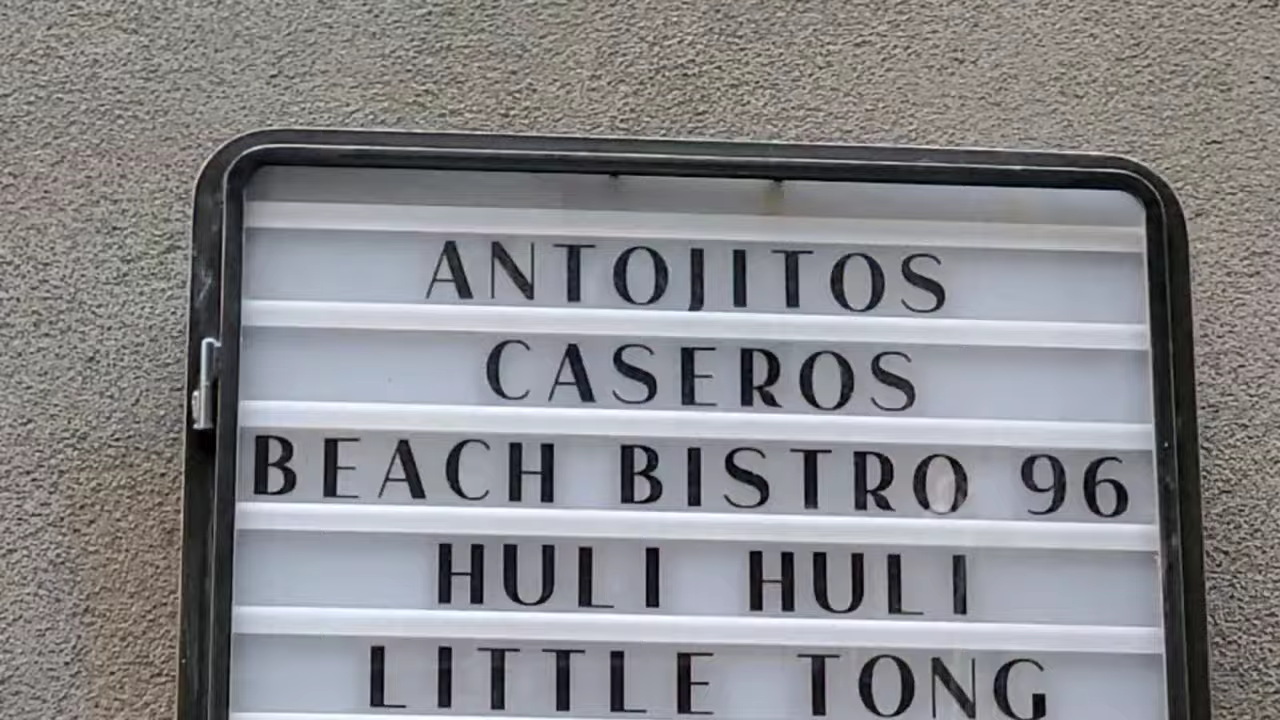 ANTOJITOS
CASEROS
BEACH BISTRO 96
HULI HULI
LITTLE TONG